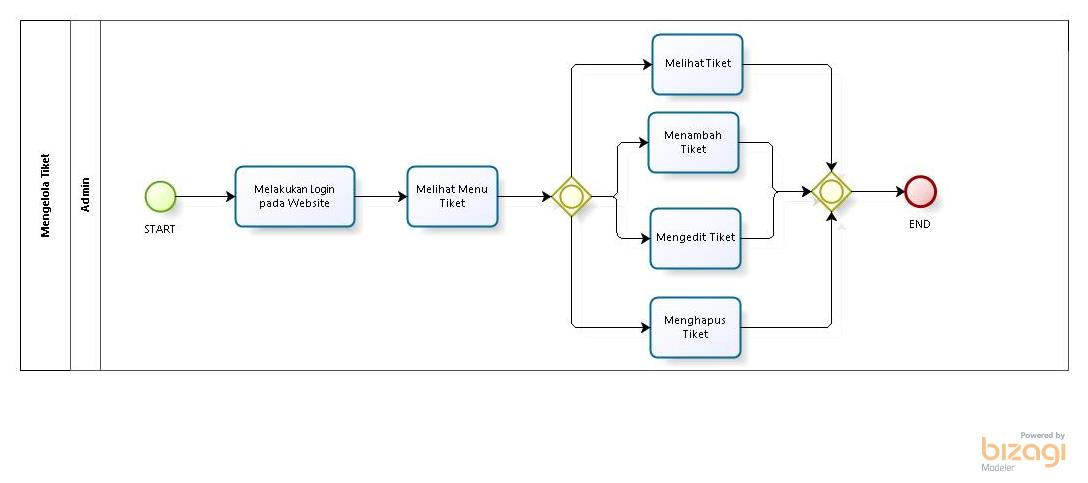 Mengelola Tiket
Admin
START
Melakukan Login
pada Website
Melihat Menu
Tiket
Melihat Tiket
Menambah
Tiket
Mengedit Tiket
Menghapus
Tiket
END
Powered by
bizagi
Modeler